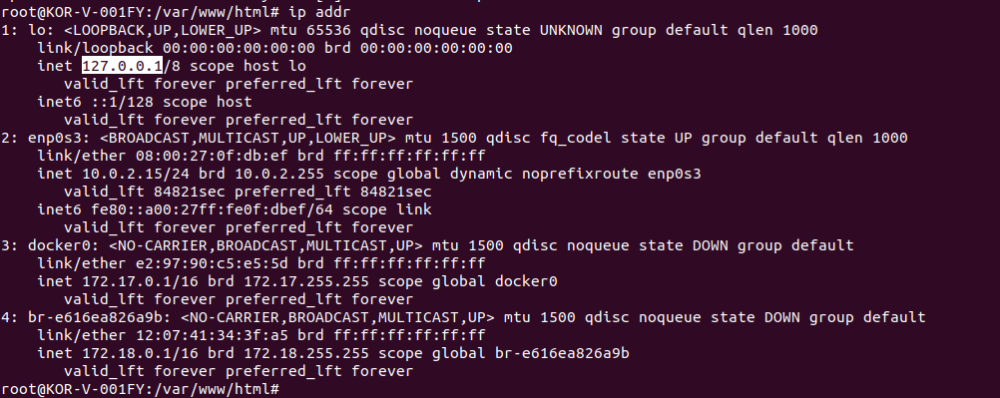 root@KOR-V-001FY:/var/www/html# ip addr
1: lo: <LOOPBACK,UP,LOWER_UP> mtu 65536 qdisc noqueue state UNKNOWN group default qlen 1000
    link/loopback 00:00:00:00:00:00 brd 00:00:00:00:00:00
    inet 127.0.0.1/8 scope host lo
       valid_lft forever preferred_lft forever
    inet6 ::1/128 scope host
       valid_lft forever preferred_lft forever
2: enp0s3: <BROADCAST,MULTICAST,UP,LOWER_UP> mtu 1500 qdisc fq_codel state UP group default qlen 1000
    link/ether 08:00:27:0f:db:ef brd ff:ff:ff:ff:ff:ff
    inet 10.0.2.15/24 brd 10.0.2.255 scope global dynamic noprefixroute enp0s3
       valid_lft 84821sec preferred_lft 84821sec
    inet6 fe80::a00:27ff:fe0f:dbef/64 scope link
       valid_lft forever preferred_lft forever
3: docker0: <NO-CARRIER,BROADCAST,MULTICAST,UP> mtu 1500 qdisc noqueue state DOWN group default
    link/ether e2:97:90:c5:e5:5d brd ff:ff:ff:ff:ff:ff
    inet 172.17.0.1/16 brd 172.17.255.255 scope global docker0
       valid_lft forever preferred_lft forever
4: br-e616ea826a9b: <NO-CARRIER,BROADCAST,MULTICAST,UP> mtu 1500 qdisc noqueue state DOWN group default
    link/ether 12:07:41:34:3f:a5 brd ff:ff:ff:ff:ff:ff
    inet 172.18.0.1/16 brd 172.18.255.255 scope global br-e616ea826a9b
       valid_lft forever preferred_lft forever
root@KOR-V-001FY:/var/www/html#